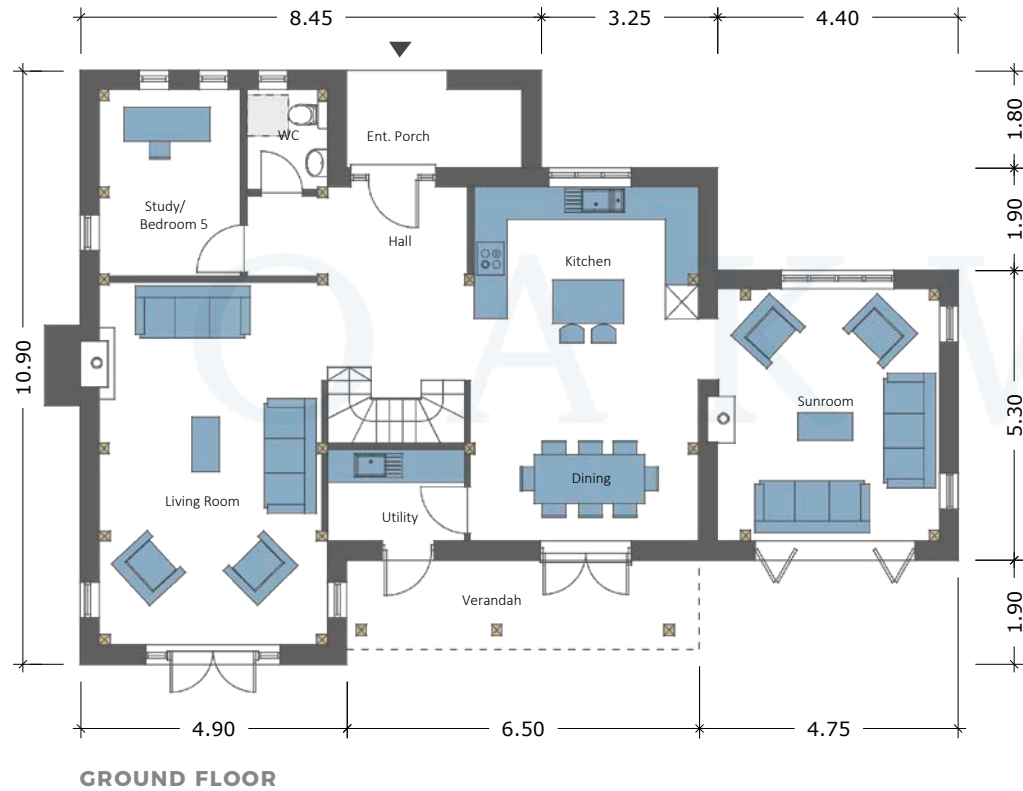 8.45
3.25
4.40
WC
Ent. Porch
1.80
Study/
Bedroom 5
Hall
1.90
Kitchen
OAKW
10.90
Sunroom
5.30
Dining
Living Room
Utility
Verandah
1.90
4.90
6.50
4.75
GROUND FLOOR